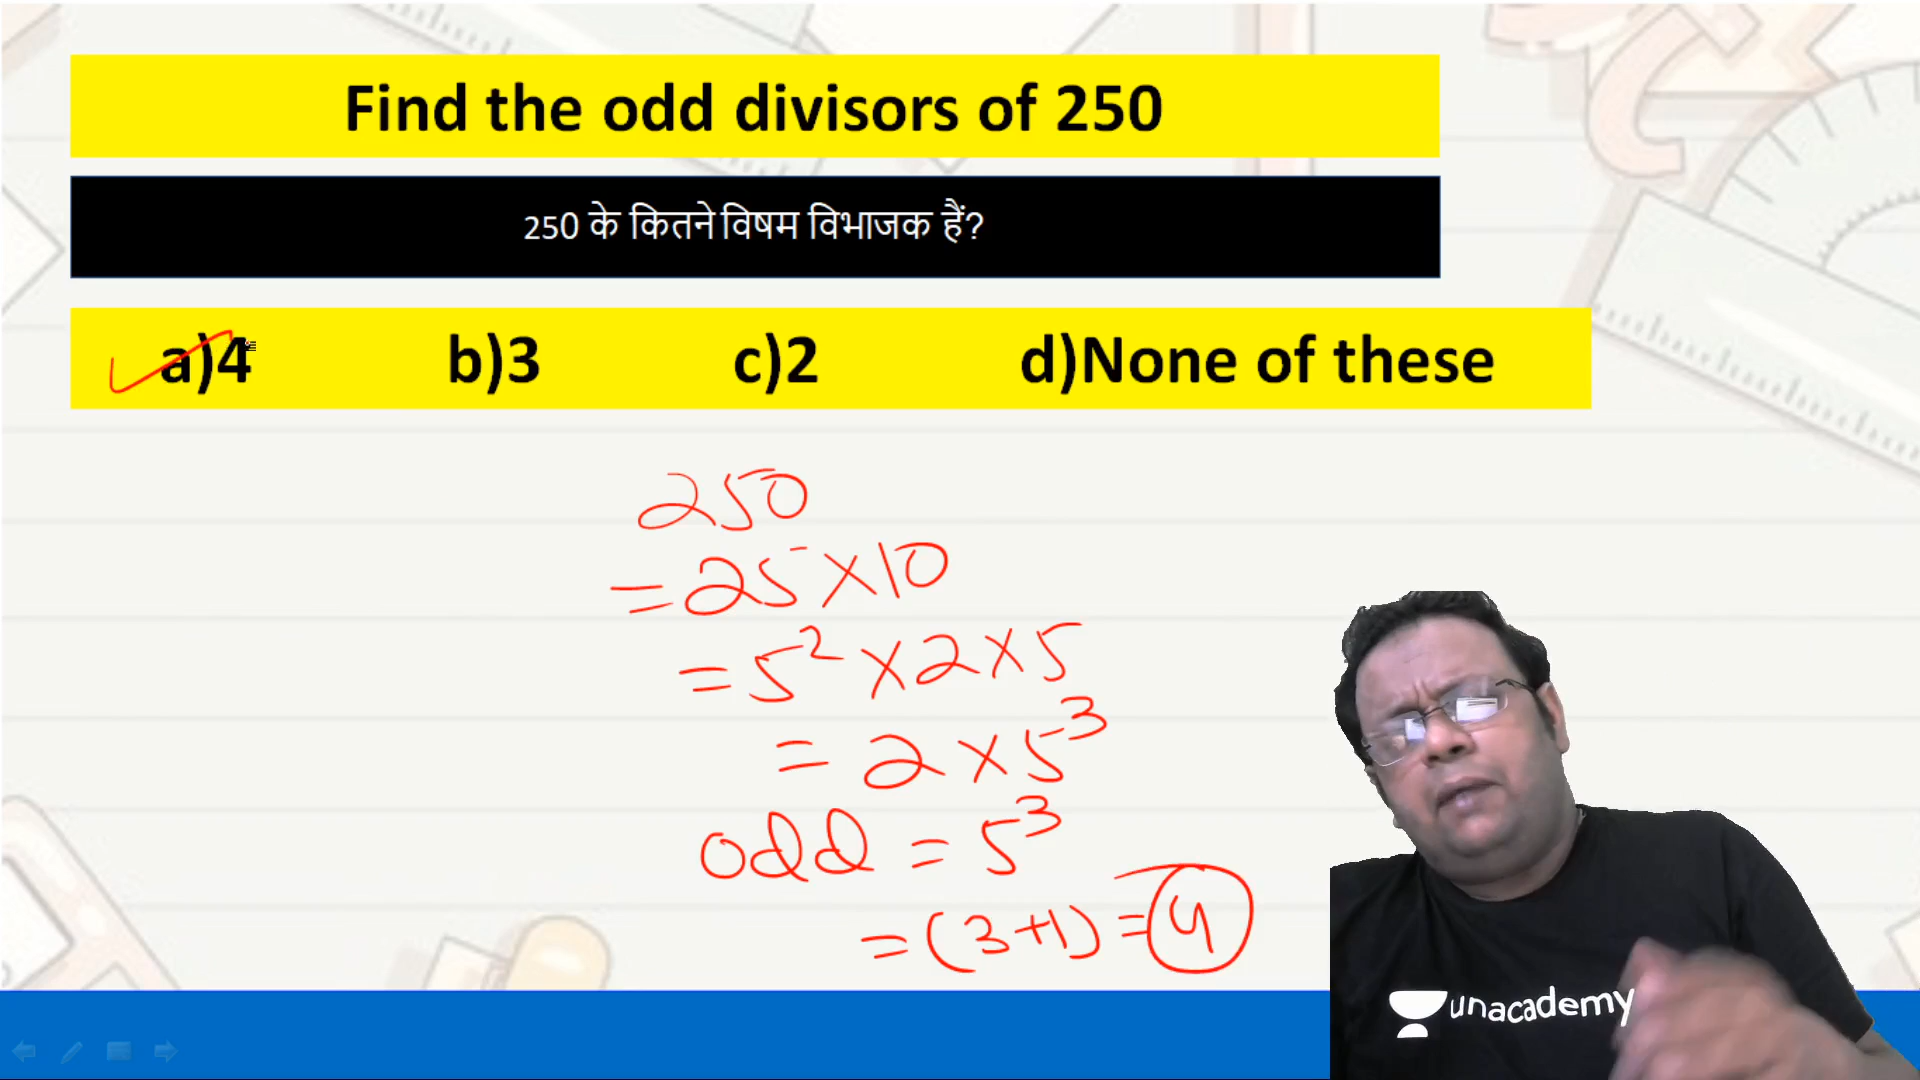 Find the odd divisors of 250
250 के कितने विषम विभाजक हैं?
a)4 b)3 c)2 d)None of these
250
= 25 × 10
= 5² × 2 × 5
= 2 × 5³
odd = 5³
= (3+1) = 4
unacademy